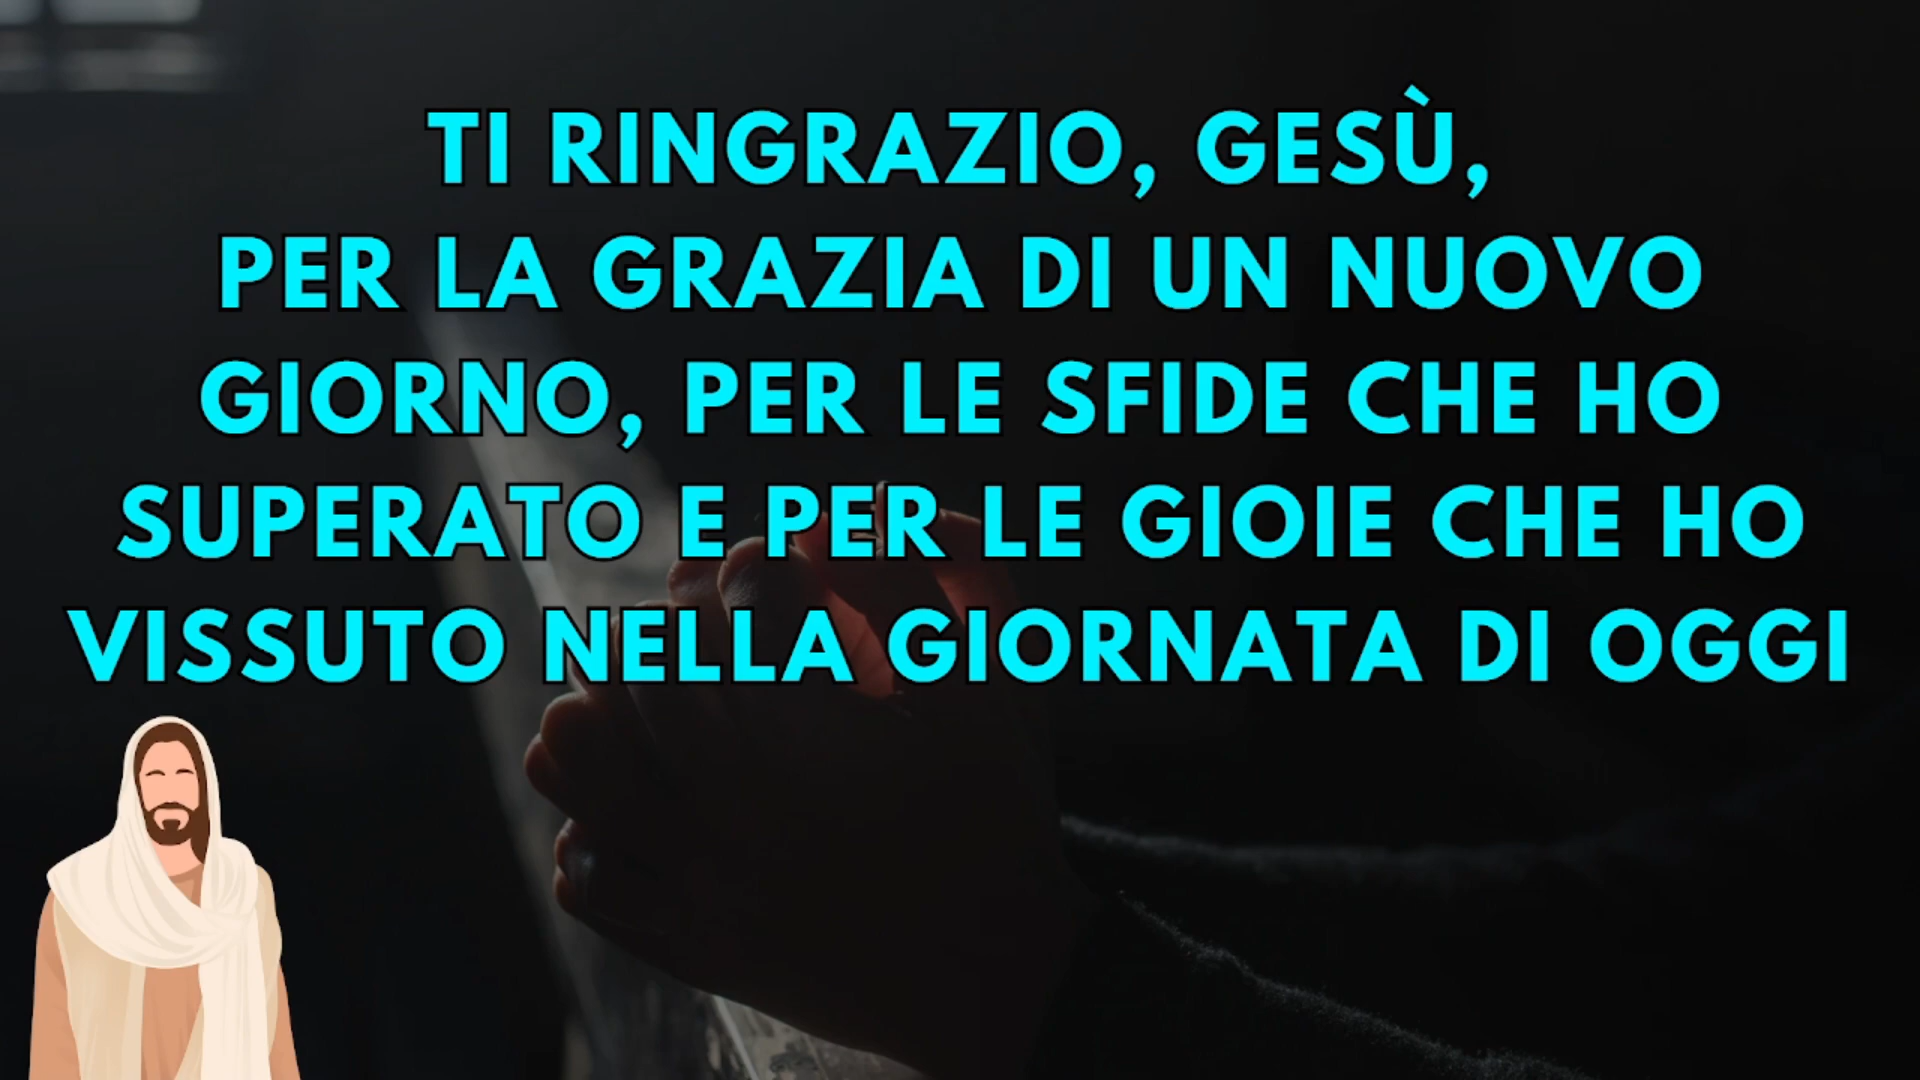 TI RINGRAZIO, GESÙ,
PER LA GRAZIA DI UN NUOVO
GIORNO, PER LE SFIDE CHE HO
SUPERATO E PER LE GIOIE CHE HO
VISSUTO NELLA GIORNATA DI OGGI